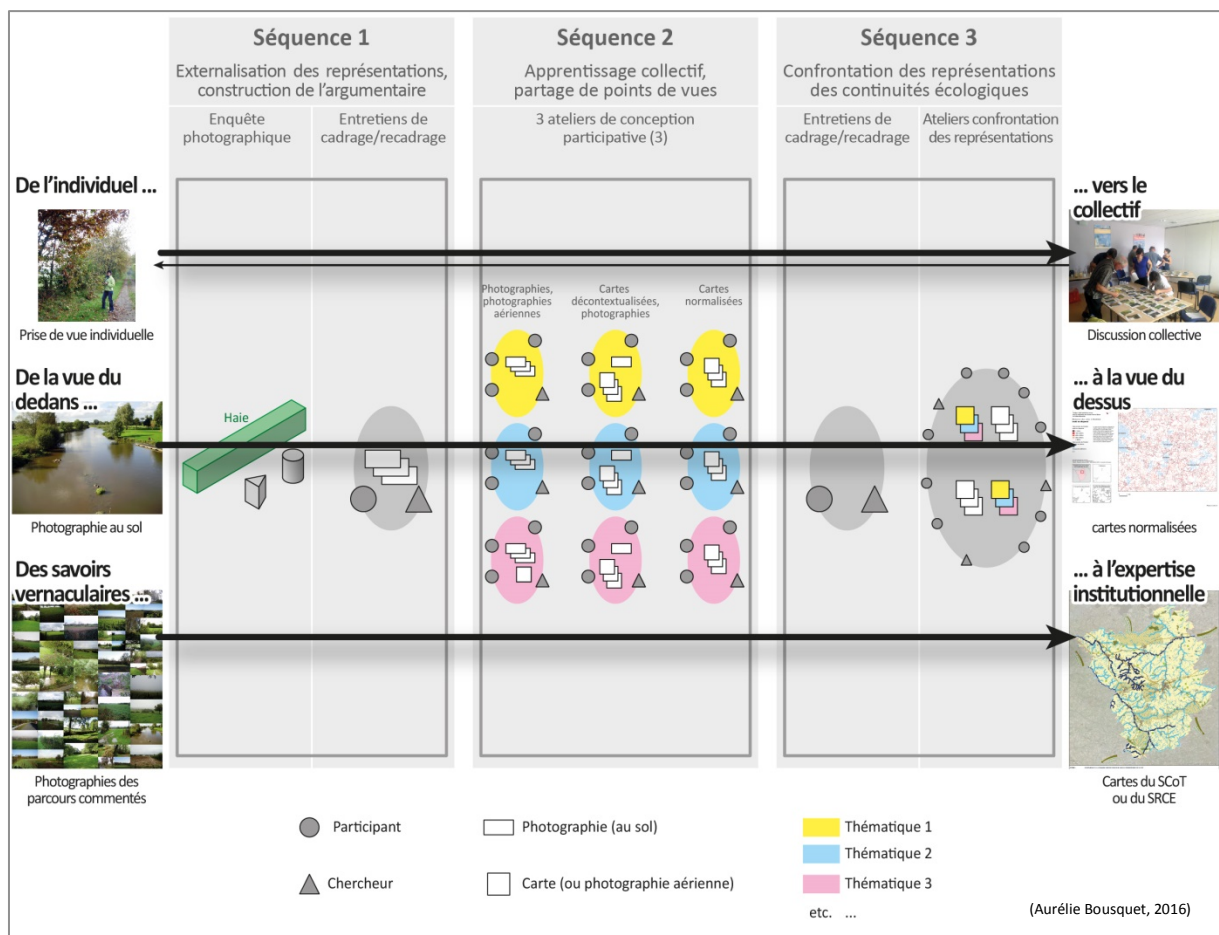 Séquence 1
Externalisation des représentations,
construction de l'argumentaire
Enquête
photographique
Entretiens de
cadrage/recadrage
Séquence 2
Apprentissage collectif,
partage de points de vues
3 ateliers de conception
participative (3)
Séquence 3
Confrontation des représentations
des continuités écologiques
Entretiens de
cadrage/recadrage
Ateliers confrontation
des représentations
De l'individuel ...
Prise de vue individuelle
... vers le
collectif
Discussion collective
Photographies,
photographies
aériennes
Cartes
décontextualisées,
photographies
Cartes
normalisées
De la vue du
dedans ...
Photographie au sol
Haie
... à la vue du
dessus
cartes normalisées
Des savoirs
vernaculaires ...
Photographies des
parcours commentés
... à l'expertise
institutionnelle
Cartes du SCoT
ou du SRCE
Participant
Chercheur
Photographie (au sol)
Carte (ou photographie aérienne)
Thématique 1
Thématique 2
Thématique 3
etc. ...
(Aurélie Bousquet, 2016)